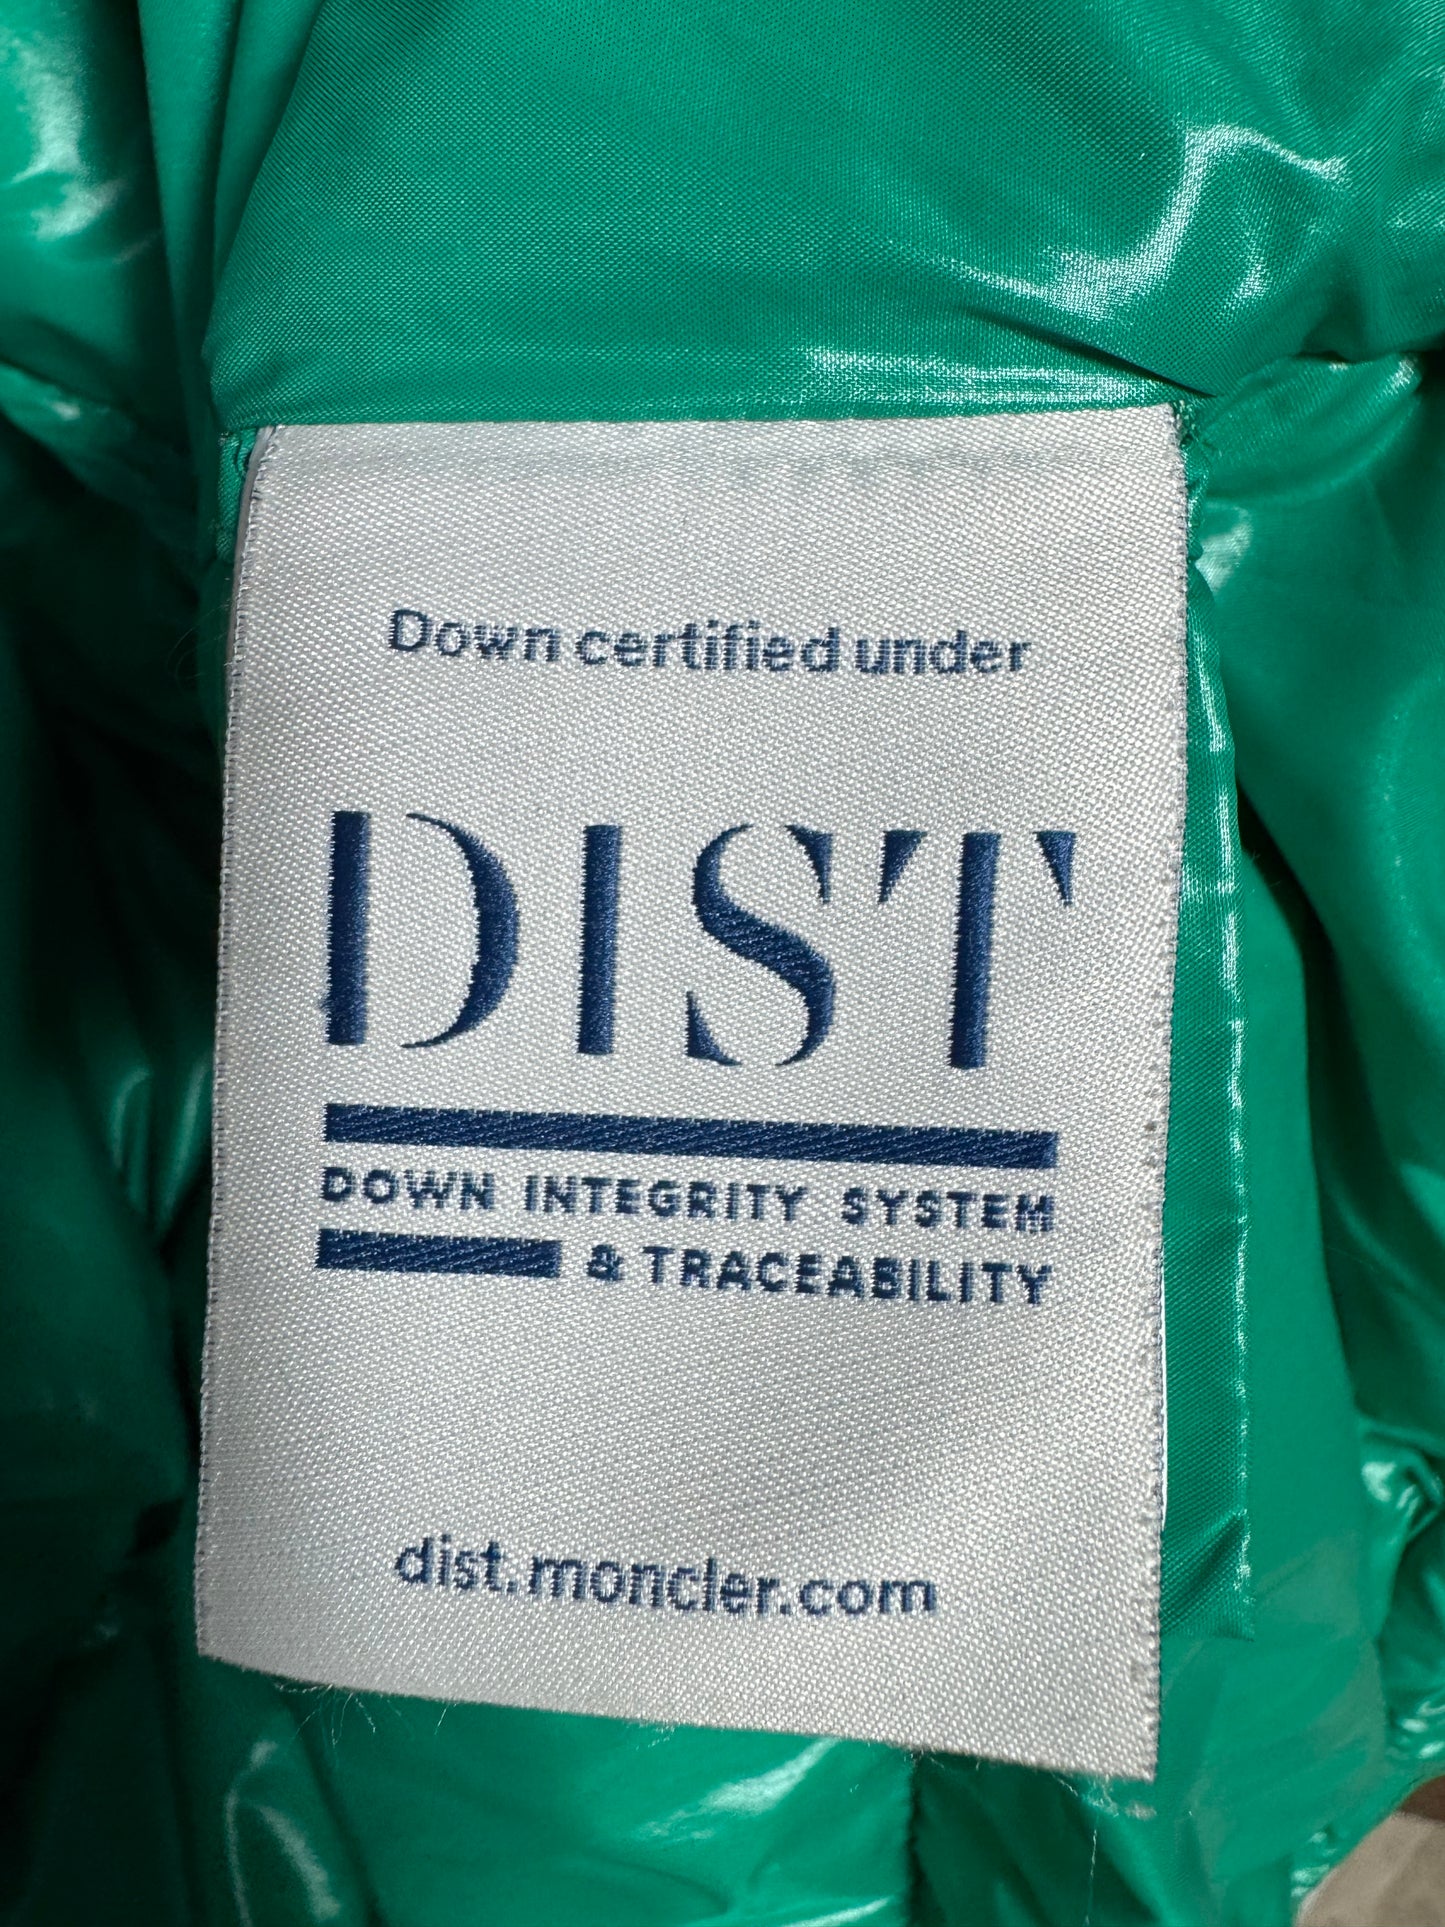 Down certified under
DIST
DOWN INTEGRITY SYSTEM
& TRACEABILITY
dist.moncler.com